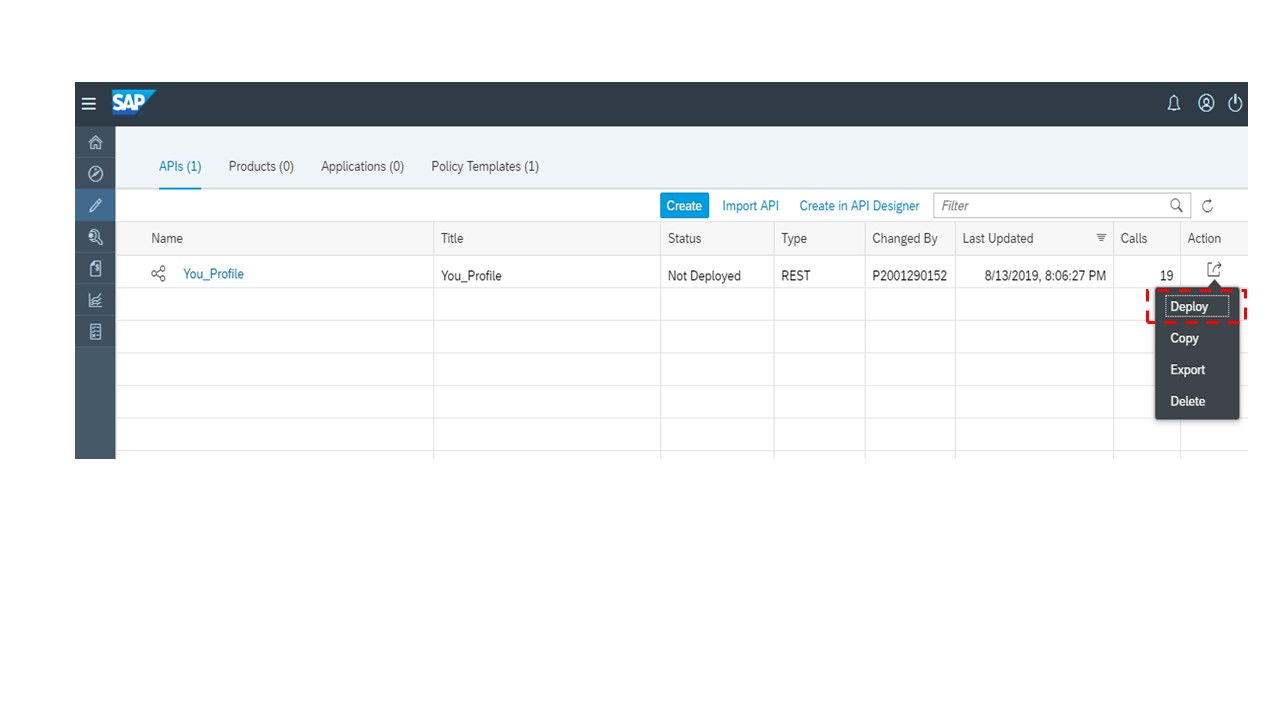 SAP
APIs (1) Products (0) Applications (0) Policy Templates (1)
Create Import API Create in API Designer Filter
Name Title Status Type Changed By Last Updated Calls Action
You_Profile You_Profile Not Deployed REST P2001290152 8/13/2019, 8:06:27 PM 19
Deploy
Copy
Export
Delete